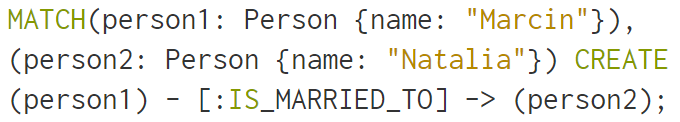 MATCH(person1: Person {name: "Marcin"}),
(person2: Person {name: "Natalia"}) CREATE
(person1) - [:IS_MARRIED_TO] -> (person2);